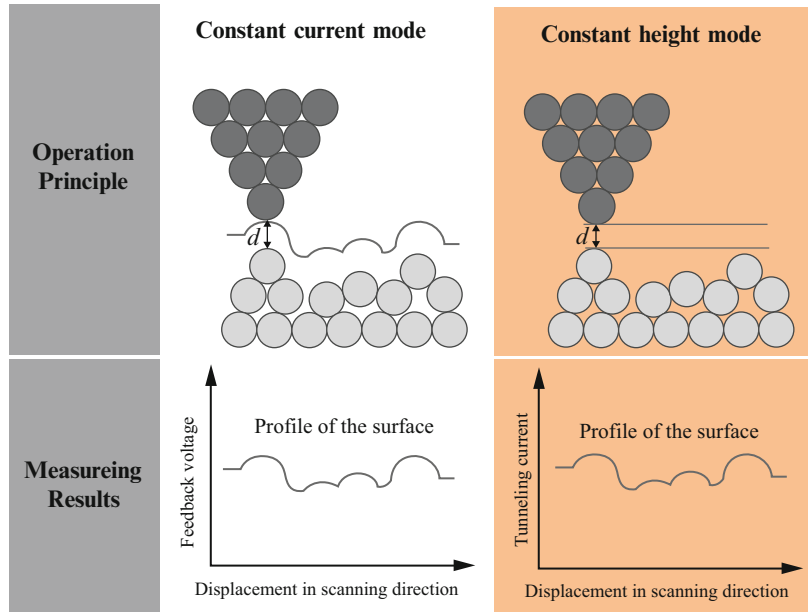 Constant current mode
Constant height mode
Operation
Principle
d
d
Measureing
Results
Feedback voltage
Profile of the surface
Displacement in scanning direction
Tunneling current
Profile of the surface
Displacement in scanning direction